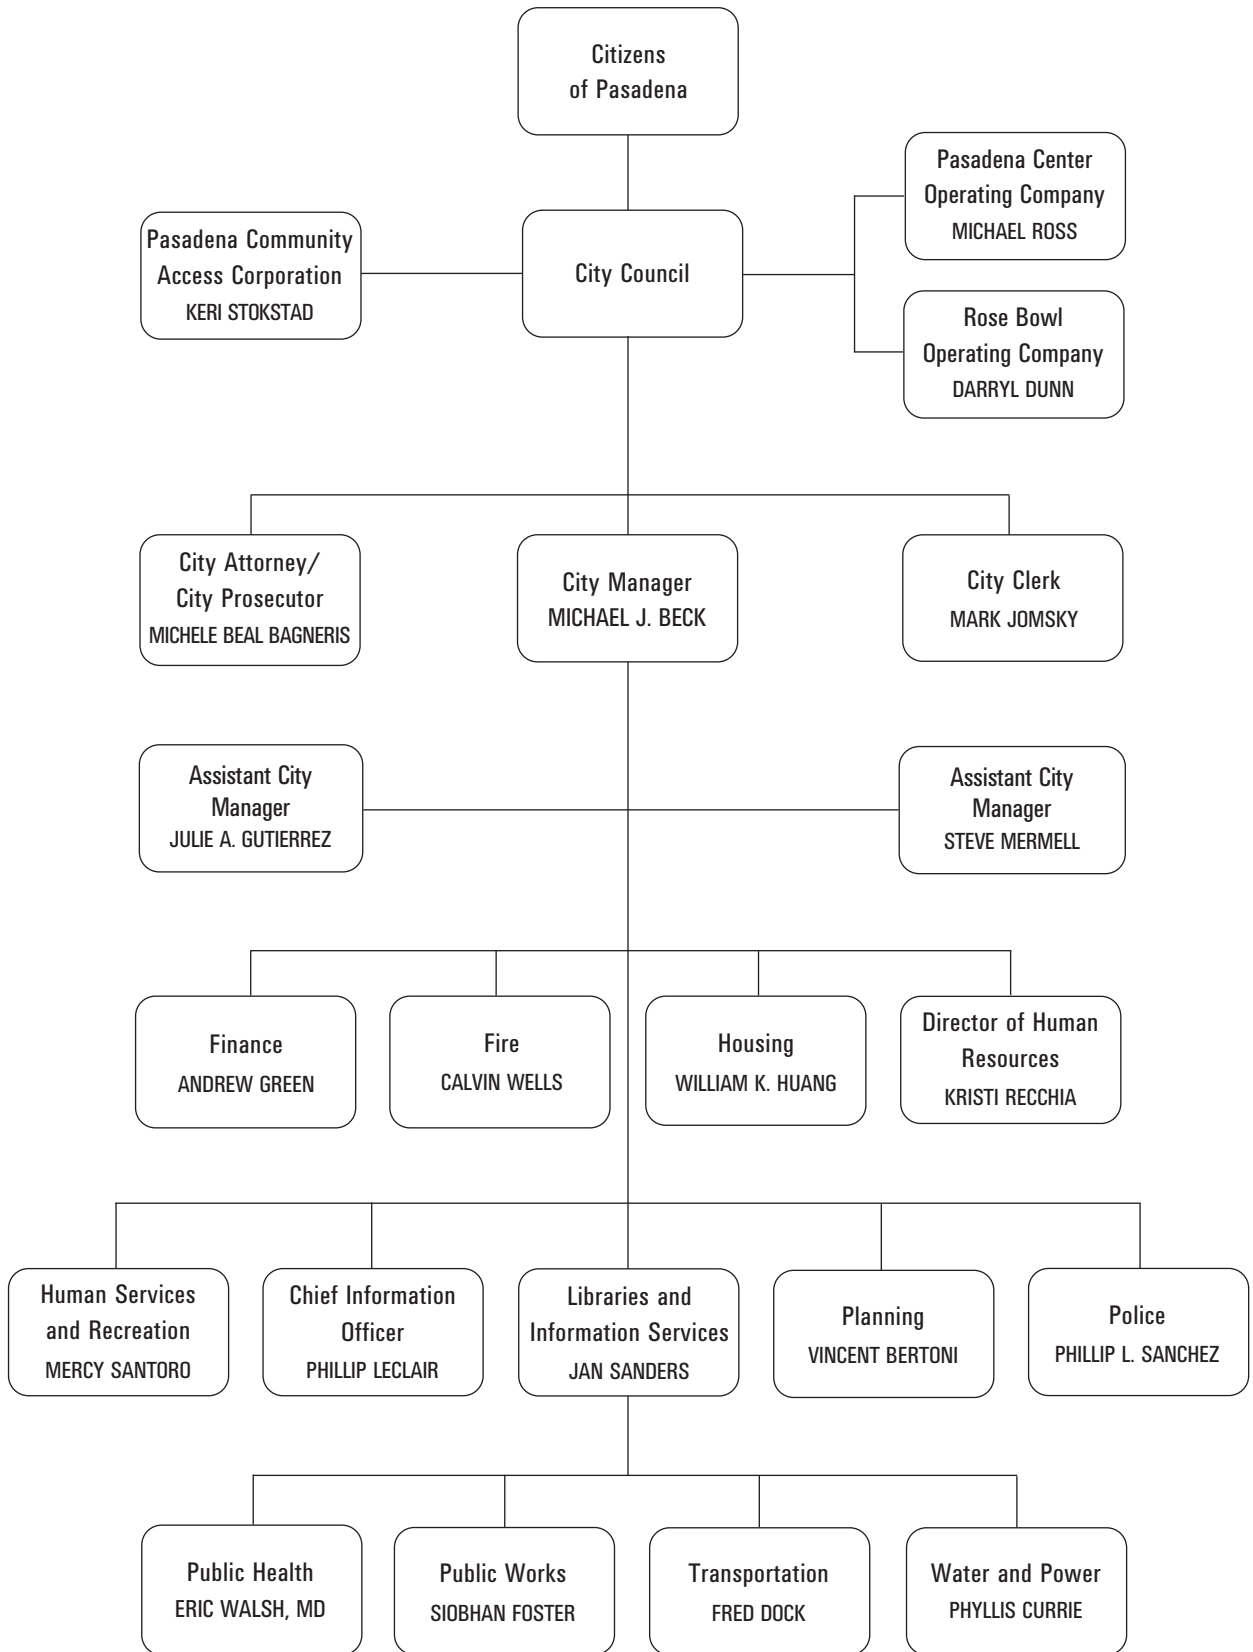 Citizens
of Pasadena
Pasadena Center
Operating Company
MICHAEL ROSS
Pasadena Community
Access Corporation
KERI STOKSTAD
City Council
Rose Bowl
Operating Company
DARRYL DUNN
City Attorney/
City Prosecutor
MICHELE BEAL BAGNERIS
City Manager
MICHAEL J. BECK
City Clerk
MARK JOMSKY
Assistant City
Manager
JULIE A. GUTIERREZ
Assistant City
Manager
STEVE MERMELL
Finance
ANDREW GREEN
Fire
CALVIN WELLS
Housing
WILLIAM K. HUANG
Director of Human
Resources
KRISTI RECCHIA
Human Services
and Recreation
MERCY SANTORO
Chief Information
Officer
PHILLIP LECLAIR
Libraries and
Information Services
JAN SANDERS
Planning
VINCENT BERTONI
Police
PHILLIP L. SANCHEZ
Public Health
ERIC WALSH, MD
Public Works
SIOBHAN FOSTER
Transportation
FRED DOCK
Water and Power
PHYLLIS CURRIE